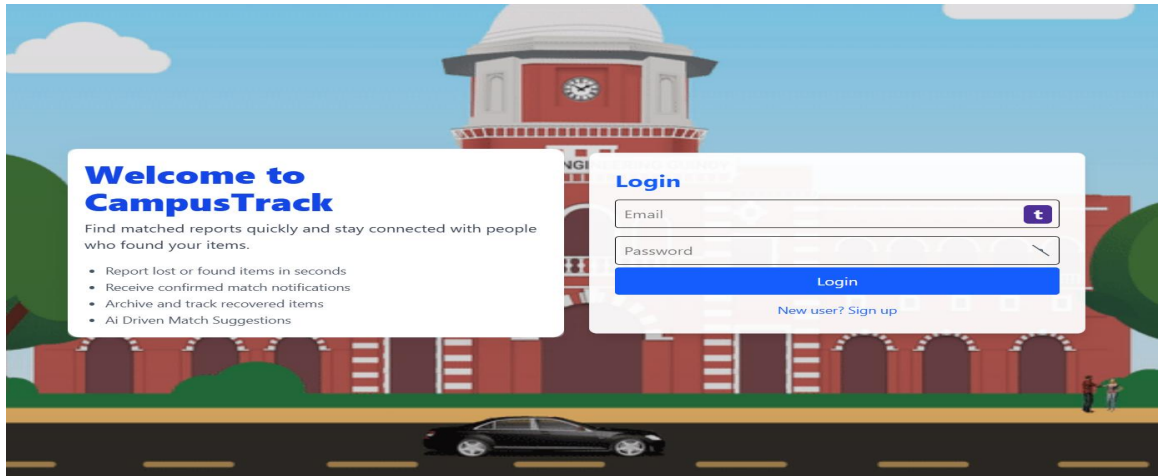 Welcome to
CampusTrack
Find matched reports quickly and stay connected with people
who found your items.
• Report lost or found items in seconds
• Receive confirmed match notifications
• Archive and track recovered items
• Ai Driven Match Suggestions
Login
Email
t
Password
Login
New user? Sign up